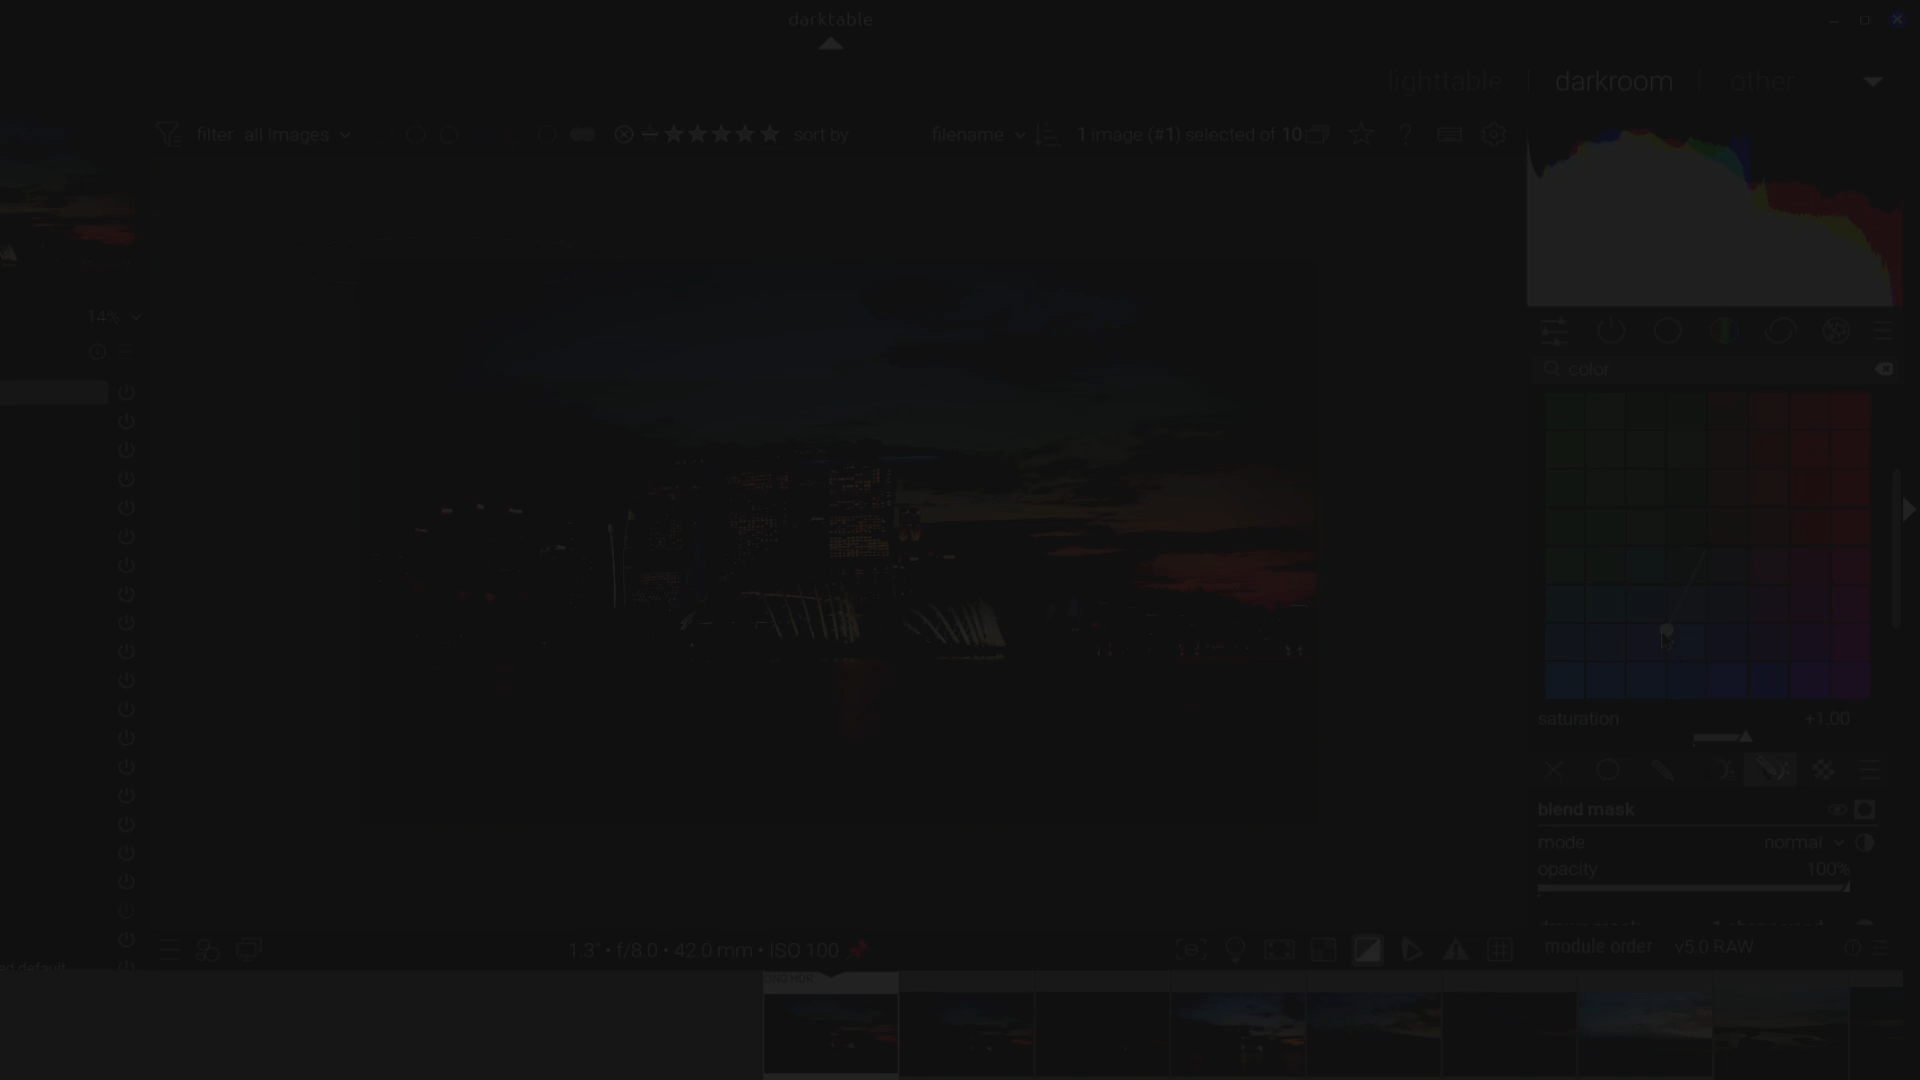 darktable
lighttable | darkroom | other
filter all images
sort by filename
1 image (#1) selected of 10
?
14%
color
saturation +1.00
blend mask
mode normal
opacity 100%
1.3" • f/8.0 • 42.0 mm • ISO 100
module order v5.0 RAW